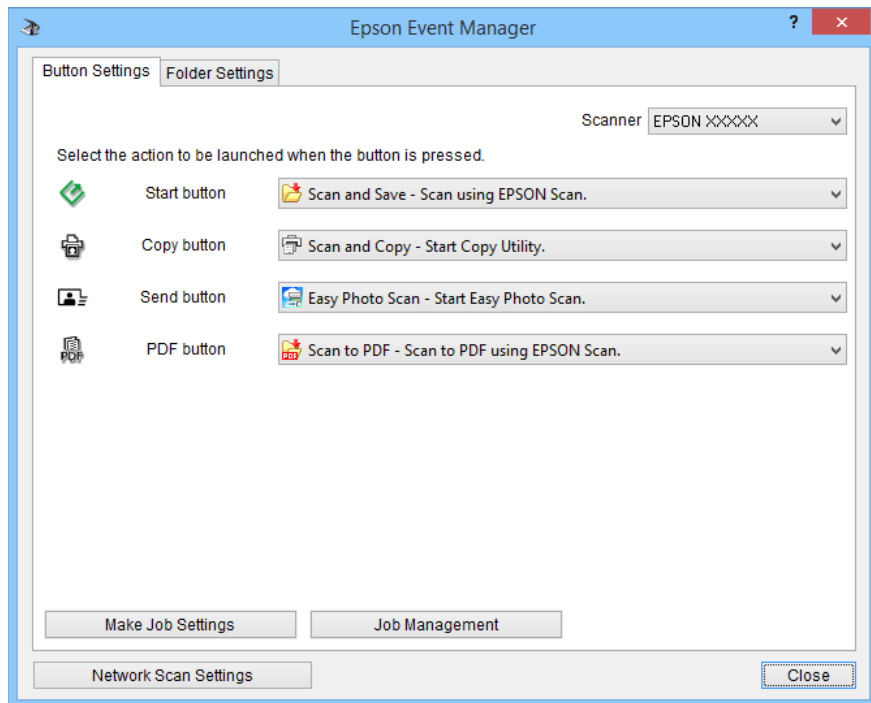 Epson Event Manager
? ×
Button Settings Folder Settings
Scanner EPSON XXXXX
Select the action to be launched when the button is pressed.
Start button Scan and Save - Scan using EPSON Scan.
Copy button Scan and Copy - Start Copy Utility.
Send button Easy Photo Scan - Start Easy Photo Scan.
PDF PDF button PDF Scan to PDF - Scan to PDF using EPSON Scan.
Make Job Settings Job Management
Network Scan Settings Close